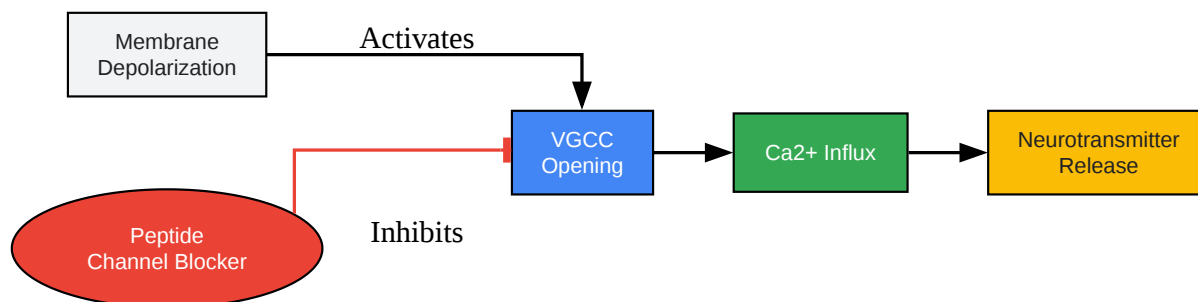 Membrane
Depolarization
Activates
VGCC
Opening
Ca2+ Influx
Neurotransmitter
Release
Inhibits
Peptide
Channel Blocker